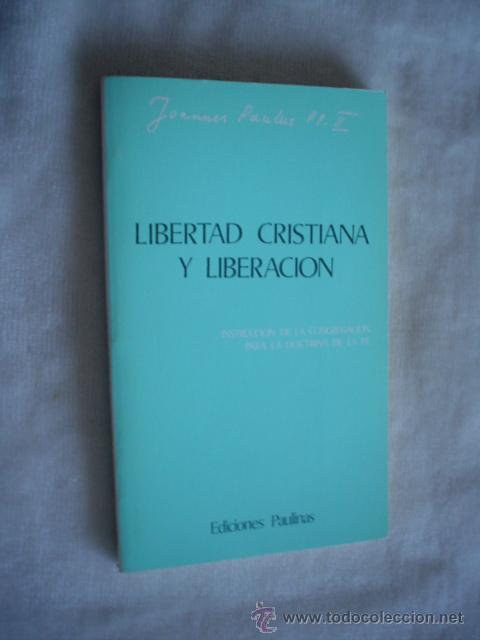 Joannes Paulus PP. II
LIBERTAD CRISTIANA
Y LIBERACION
INSTRUCCION DE LA CONGREGACION
PARA LA DOCTRINA DE LA FE
Ediciones Paulinas
www.todocoleccion.net